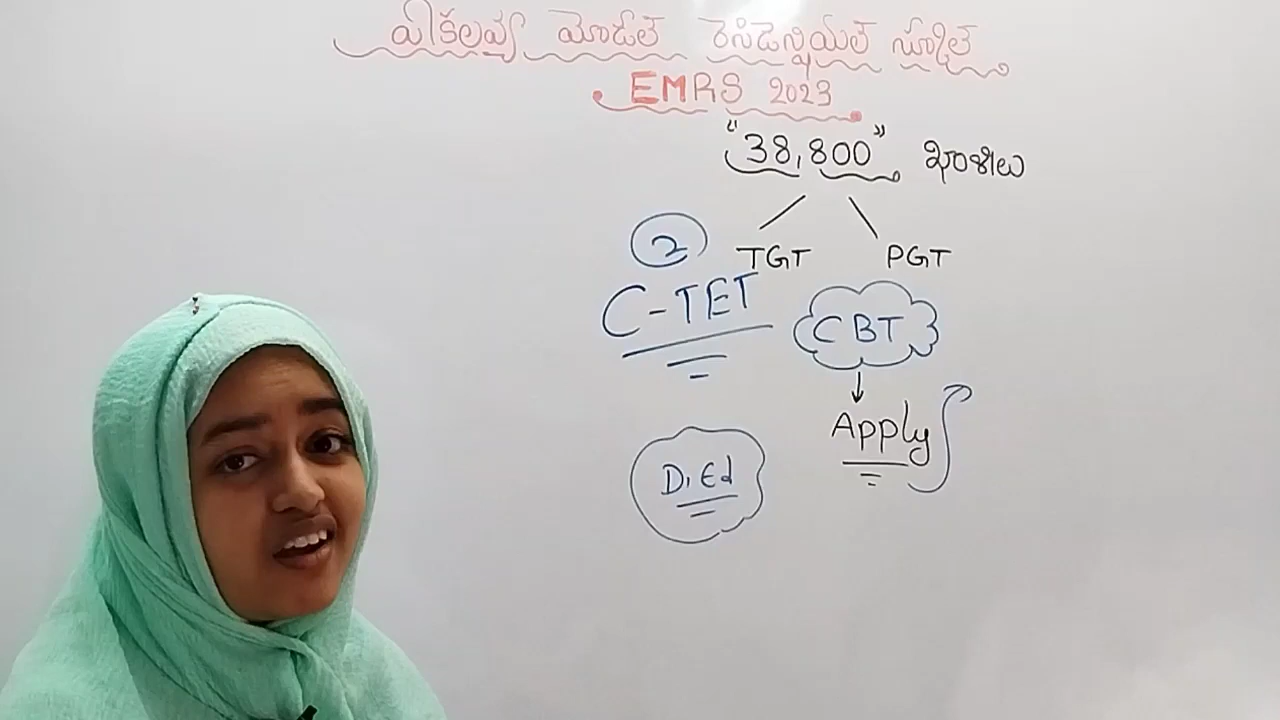 ఏకలవ్య మోడల్ రెసిడెన్షియల్ స్కూల్
EMRS 2023
"38,800" ఖాళీలు
TGT PGT
2
C-TET
CBT
Apply
D.Ed